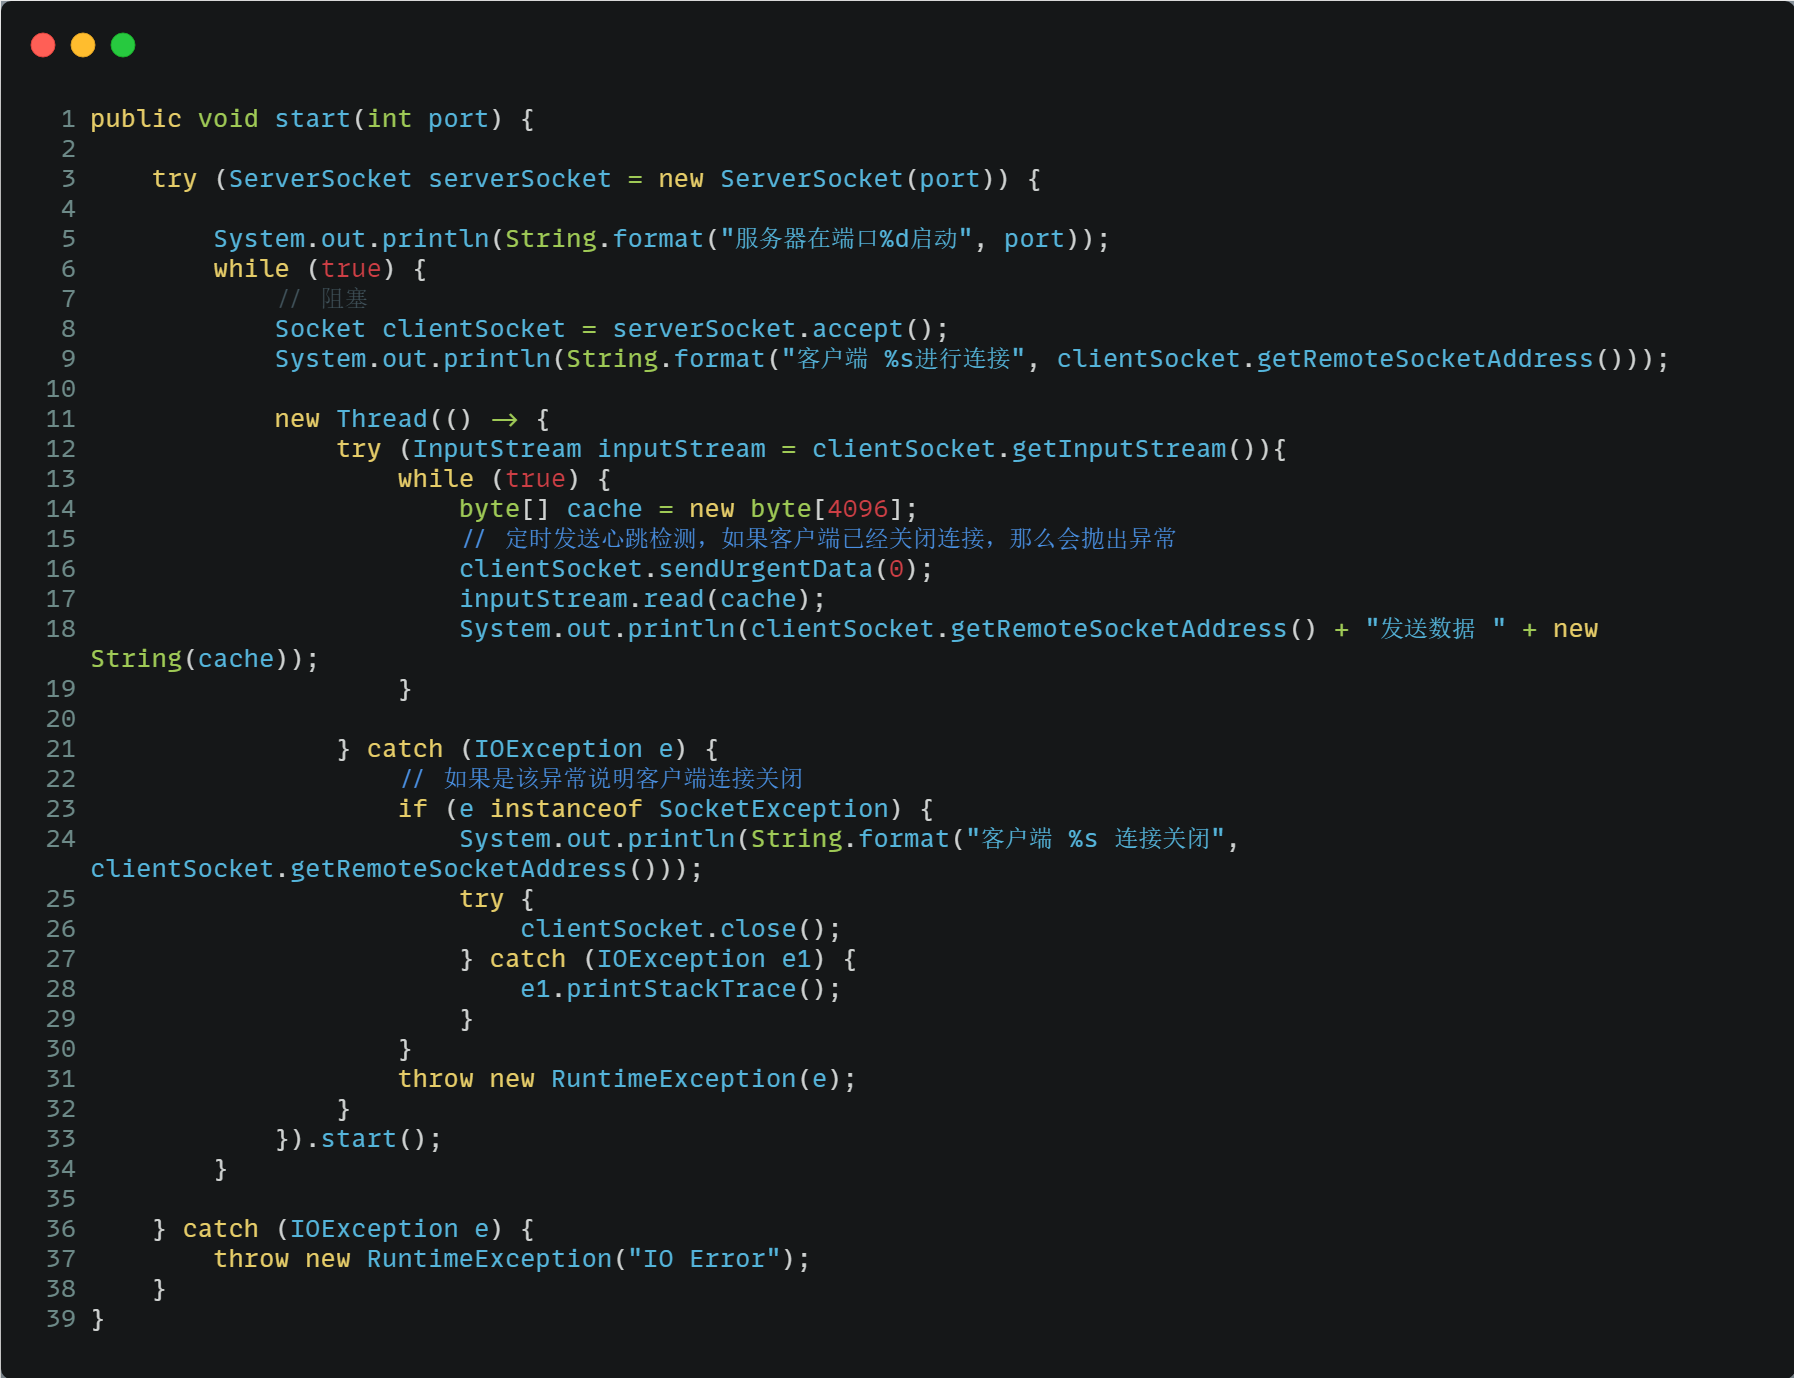 1 public void start(int port) {
2
3     try (ServerSocket serverSocket = new ServerSocket(port)) {
4
5         System.out.println(String.format("服务器在端口%d启动", port));
6         while (true) {
7             // 阻塞
8             Socket clientSocket = serverSocket.accept();
9             System.out.println(String.format("客户端 %s进行连接", clientSocket.getRemoteSocketAddress()));
10
11             new Thread(() -> {
12                 try (InputStream inputStream = clientSocket.getInputStream()){
13                     while (true) {
14                         byte[] cache = new byte[4096];
15                         // 定时发送心跳检测，如果客户端已经关闭连接，那么会抛出异常
16                         clientSocket.sendUrgentData(0);
17                         inputStream.read(cache);
18                         System.out.println(clientSocket.getRemoteSocketAddress() + "发送数据 " + new
String(cache));
19                     }
20
21                 } catch (IOException e) {
22                     // 如果是该异常说明客户端连接关闭
23                     if (e instanceof SocketException) {
24                         System.out.println(String.format("客户端 %s 连接关闭",
clientSocket.getRemoteSocketAddress()));
25                         try {
26                             clientSocket.close();
27                         } catch (IOException e1) {
28                             e1.printStackTrace();
29                         }
30                     }
31                     throw new RuntimeException(e);
32                 }
33             }).start();
34         }
35
36     } catch (IOException e) {
37         throw new RuntimeException("IO Error");
38     }
39 }